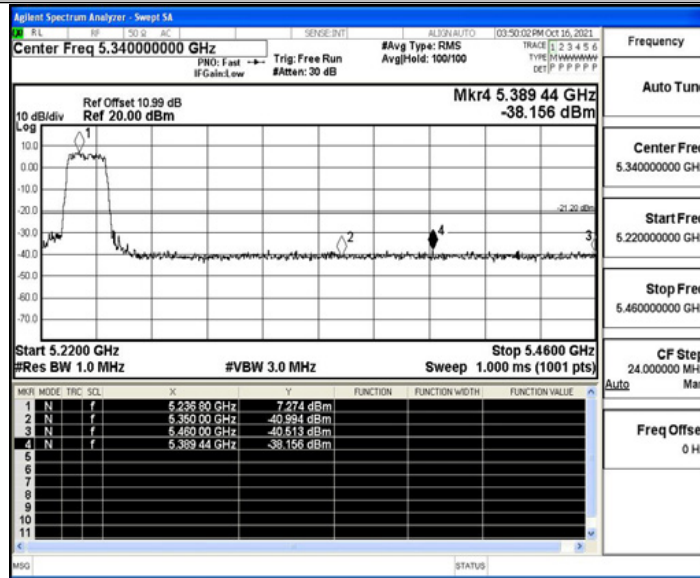 Agilent Spectrum Analyzer - Swept SA
RL RF 50 Ω AC SENSE:INT ALIGN AUTO 03:50:02 PM Oct 16, 2021
Center Freq 5.340000000 GHz
PNO: Fast
IFGain:Low
Trig: Free Run
#Atten: 30 dB
#Avg Type: RMS
Avg|Hold: 100/100
TRACE 1 2 3 4 5 6
TYPE MWWWWW
DET P P P P P P
Mkr4 5.389 44 GHz
-38.156 dBm
Ref Offset 10.99 dB
10 dB/div Ref 20.00 dBm
Log
10.0
0.00
-10.0
-20.0
-30.0
-40.0
-50.0
-60.0
-70.0
1
2
4
3
-21.20 dBm
Start 5.2200 GHz Stop 5.4600 GHz
#Res BW 1.0 MHz #VBW 3.0 MHz Sweep 1.000 ms (1001 pts)
MKR MODE TRC SCL X Y FUNCTION FUNCTION WIDTH FUNCTION VALUE
1 N f 5.236 80 GHz 7.274 dBm
2 N f 5.350 00 GHz -40.994 dBm
3 N f 5.460 00 GHz -40.513 dBm
4 N f 5.389 44 GHz -38.156 dBm
5
6
7
8
9
10
11
MSG STATUS
Frequency
Auto Tune
Center Freq
5.340000000 GHz
Start Freq
5.220000000 GHz
Stop Freq
5.460000000 GHz
CF Step
24.000000 MHz
Auto Man
Freq Offset
0 Hz